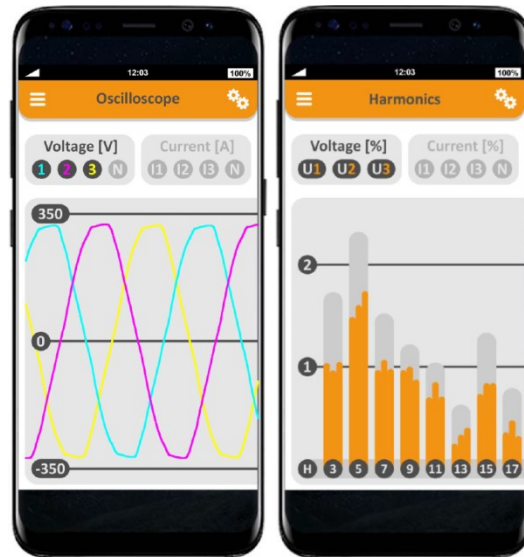 12:03
100%
Oscilloscope
Voltage [V]
Current [A]
1 2 3 N
I1 I2 I3 N
350
0
-350
12:03
100%
Harmonics
Voltage [%]
Current [%]
U1 U2 U3
I1 I2 I3 N
2
1
H 3 5 7 9 11 13 15 17